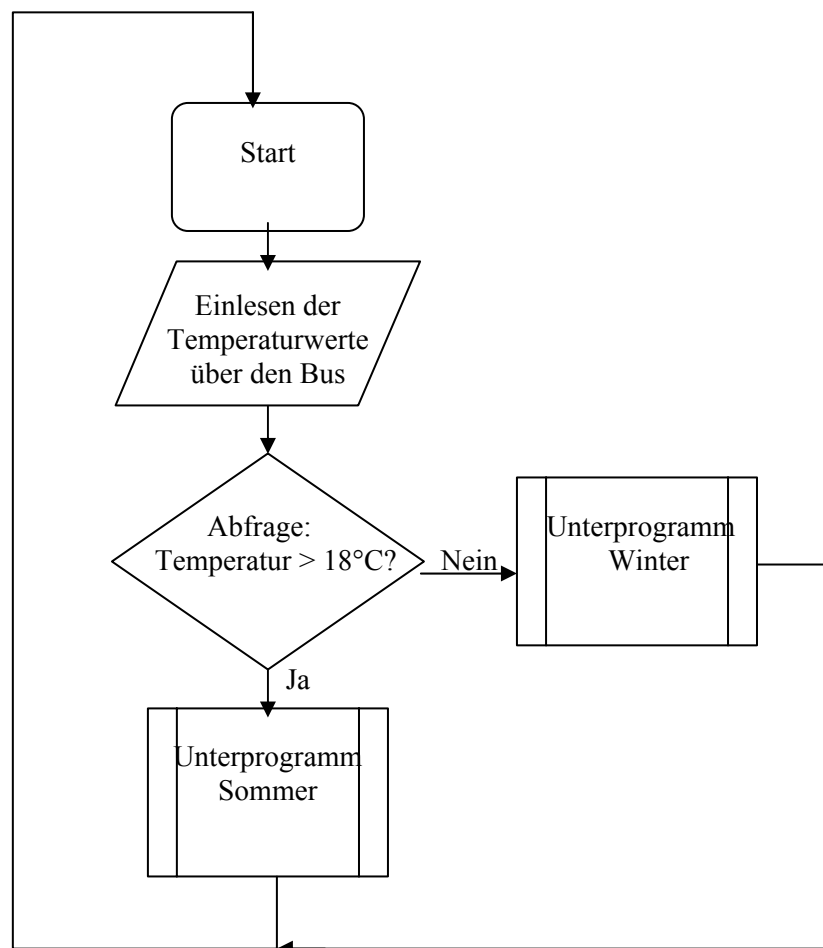 Start
Einlesen der
Temperaturwerte
über den Bus
Abfrage:
Temperatur > 18°C?
Nein
Unterprogramm
Winter
Ja
Unterprogramm
Sommer